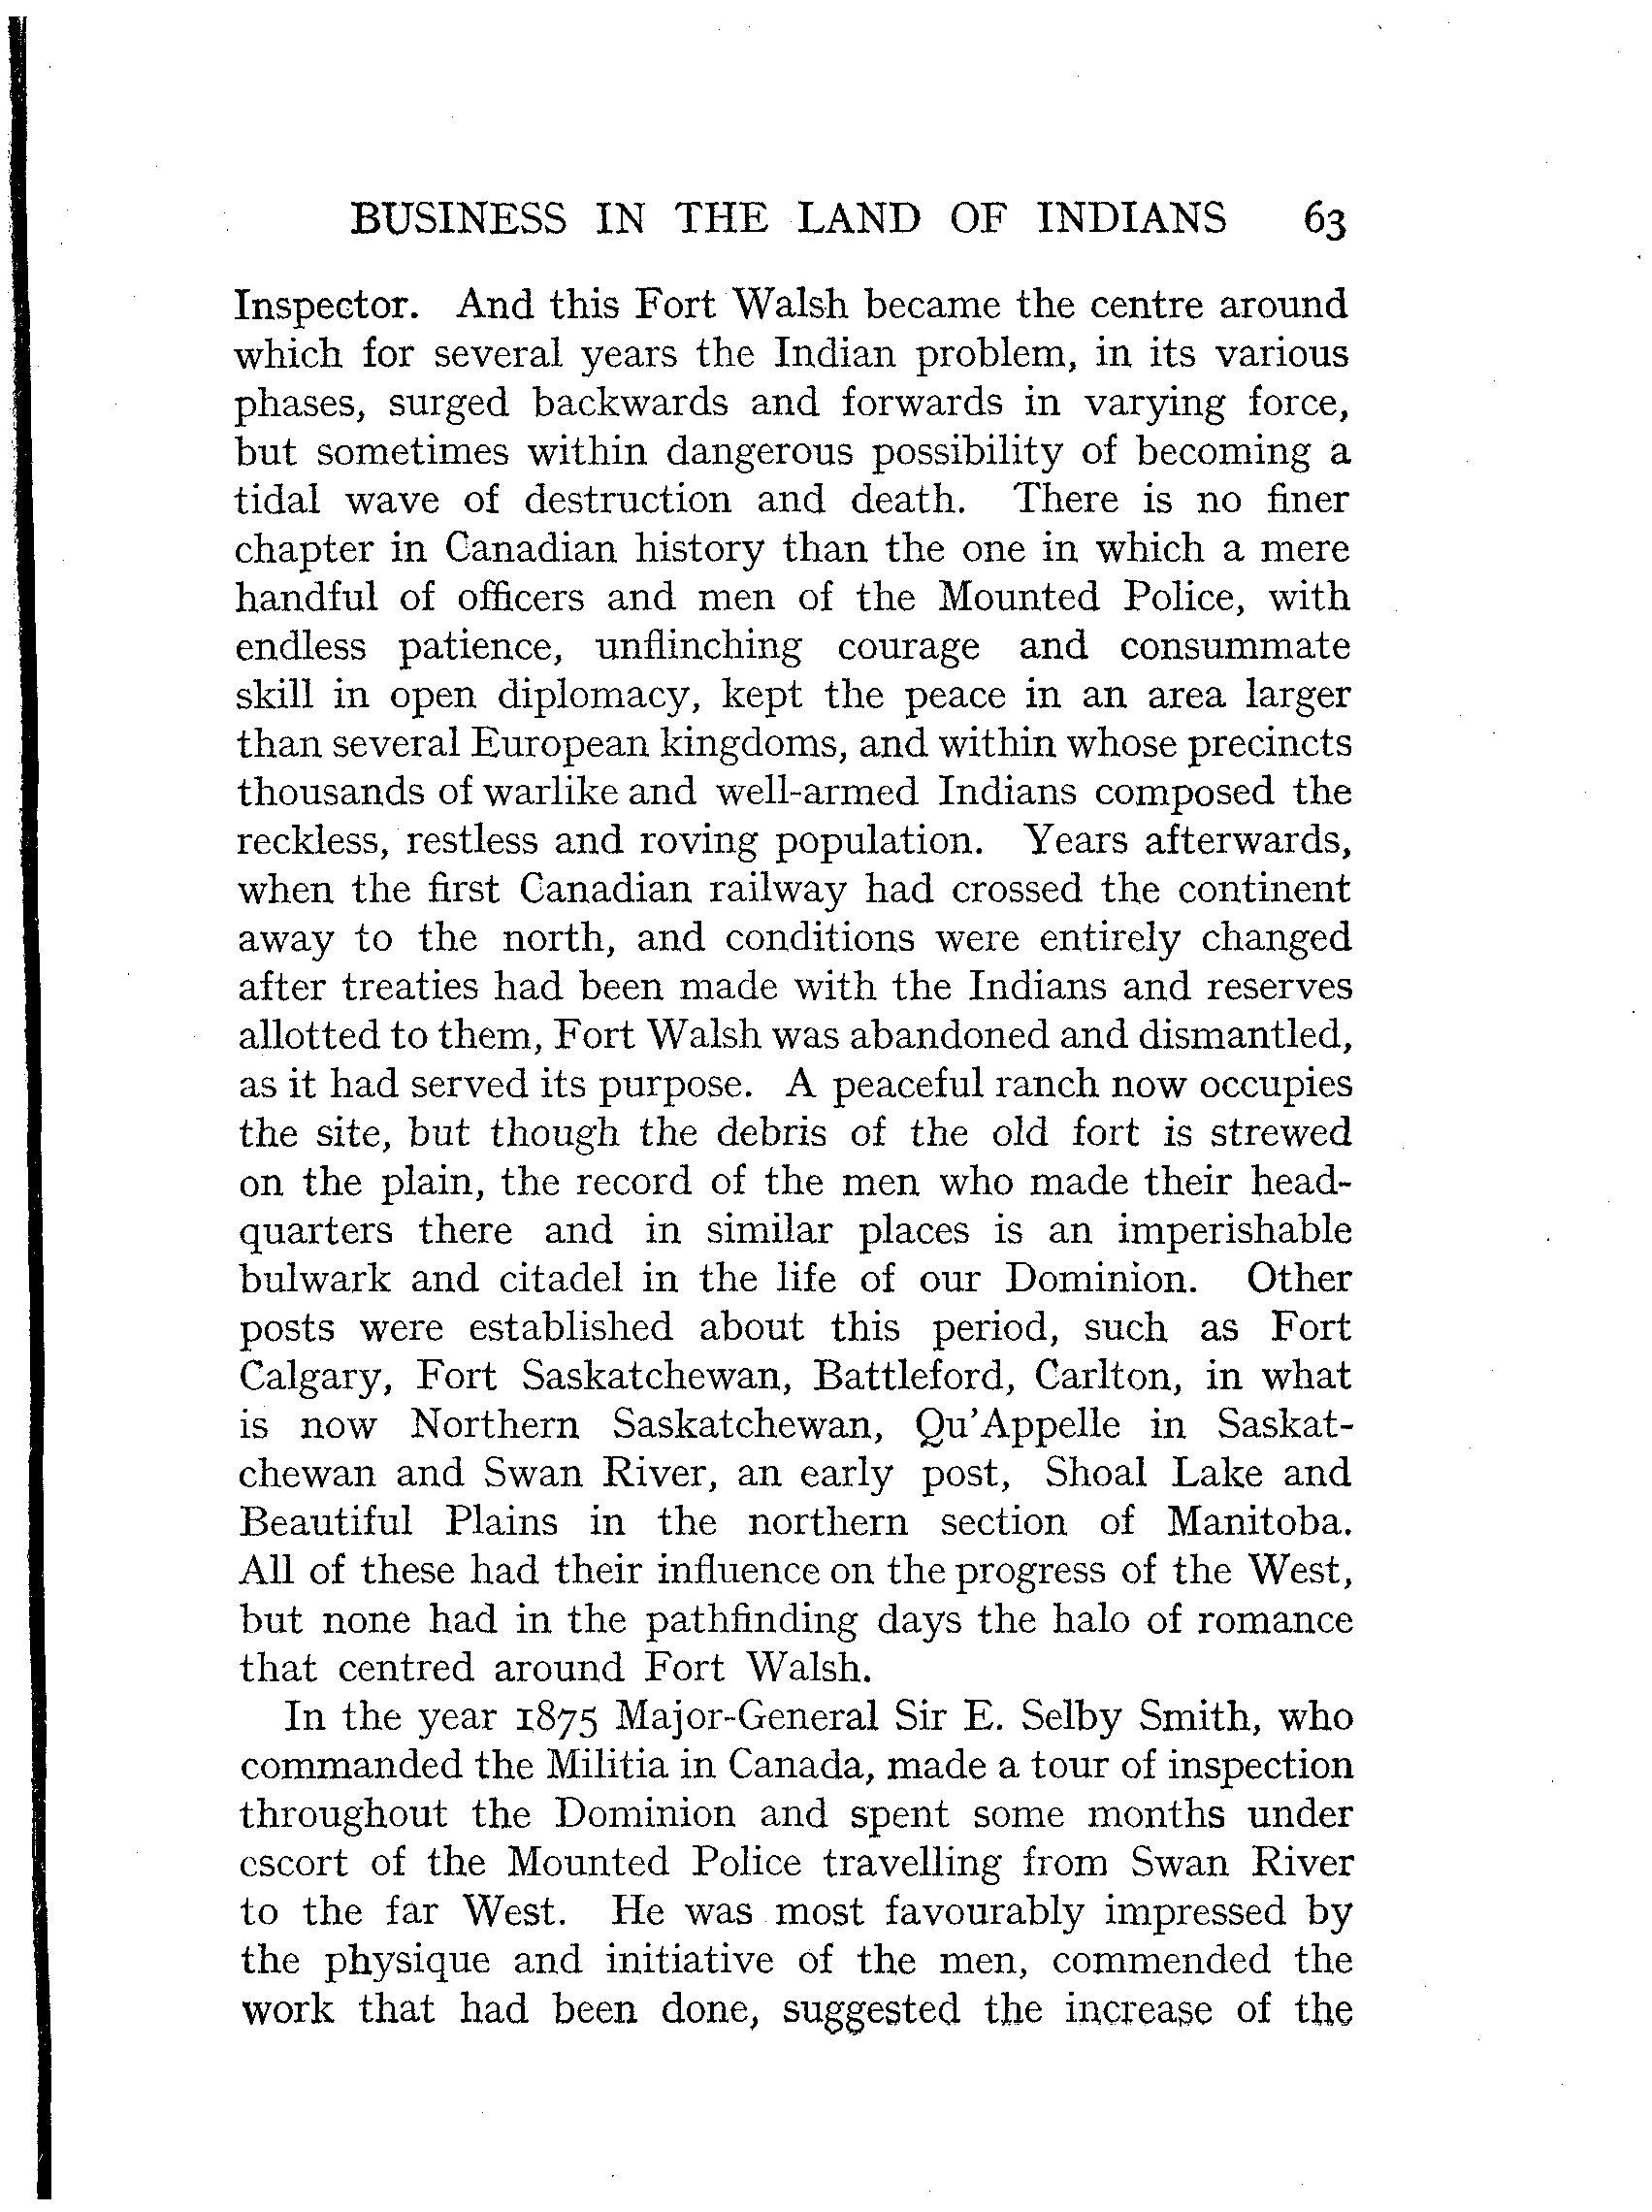 BUSINESS IN THE LAND OF INDIANS 63
Inspector. And this Fort Walsh became the centre around
which for several years the Indian problem, in its various
phases, surged backwards and forwards in varying force,
but sometimes within dangerous possibility of becoming a
tidal wave of destruction and death. There is no finer
chapter in Canadian history than the one in which a mere
handful of officers and men of the Mounted Police, with
endless patience, unflinching courage and consummate
skill in open diplomacy, kept the peace in an area larger
than several European kingdoms, and within whose precincts
thousands of warlike and well-armed Indians composed the
reckless, restless and roving population. Years afterwards,
when the first Canadian railway had crossed the continent
away to the north, and conditions were entirely changed
after treaties had been made with the Indians and reserves
allotted to them, Fort Walsh was abandoned and dismantled,
as it had served its purpose. A peaceful ranch now occupies
the site, but though the debris of the old fort is strewed
on the plain, the record of the men who made their head-
quarters there and in similar places is an imperishable
bulwark and citadel in the life of our Dominion. Other
posts were established about this period, such as Fort
Calgary, Fort Saskatchewan, Battleford, Carlton, in what
is now Northern Saskatchewan, Qu'Appelle in Saskat-
chewan and Swan River, an early post, Shoal Lake and
Beautiful Plains in the northern section of Manitoba.
All of these had their influence on the progress of the West,
but none had in the pathfinding days the halo of romance
that centred around Fort Walsh.
In the year 1875 Major-General Sir E. Selby Smith, who
commanded the Militia in Canada, made a tour of inspection
throughout the Dominion and spent some months under
escort of the Mounted Police travelling from Swan River
to the far West. He was most favourably impressed by
the physique and initiative of the men, commended the
work that had been done, suggested the increase of the